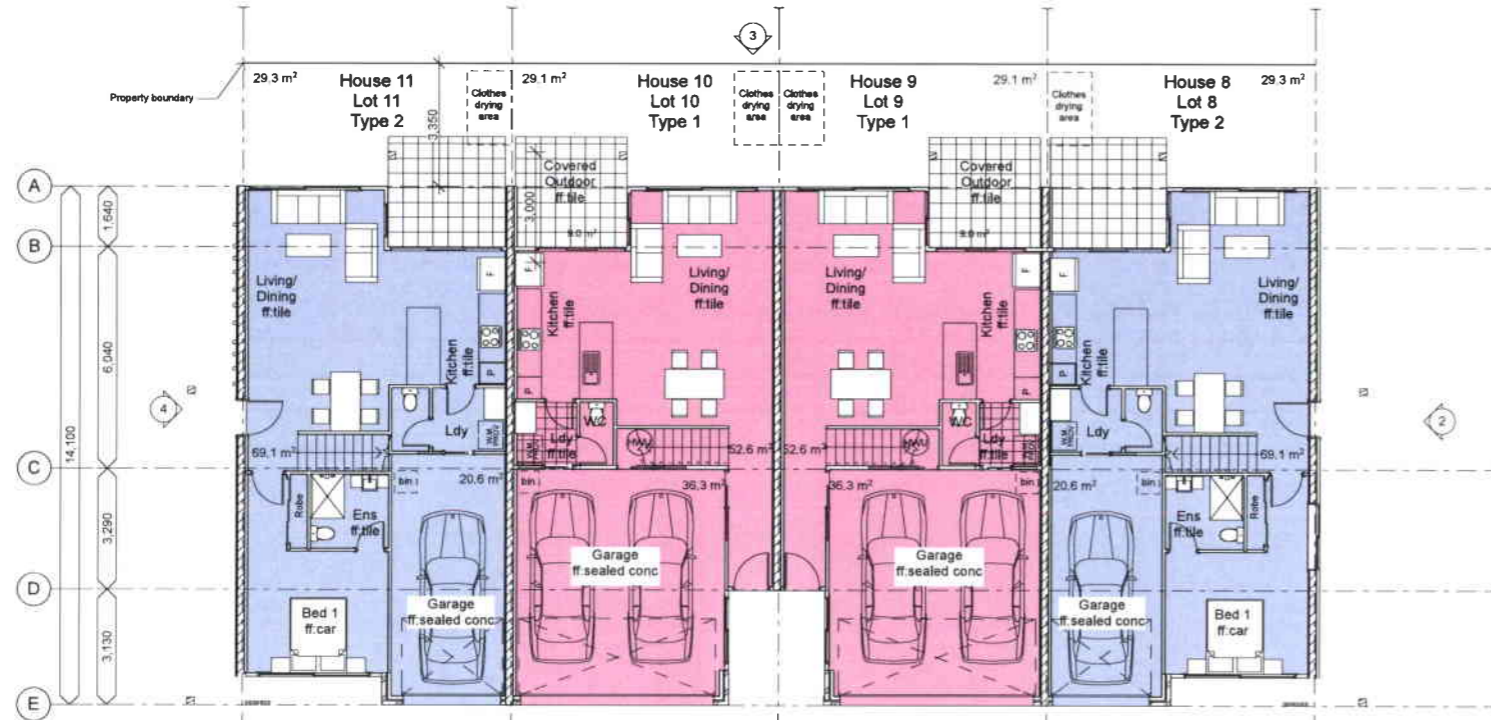 3
29.3 m²
House 11
Lot 11
Type 2
Clothes
drying
area
29.1 m²
House 10
Lot 10
Type 1
Clothes
drying
area
Clothes
drying
area
House 9
Lot 9
Type 1
29.1 m²
Clothes
drying
area
House 8
Lot 8
Type 2
29.3 m²
Property boundary
3,350
A
1,640
B
14,100
6,040
C
3,290
D
3,130
E
Covered
Outdoor
ff:tile
3,000
9.0 m²
Covered
Outdoor
ff:tile
9.0 m²
Living/
Dining
ff:tile
F
Kitchen
ff:tile
P
F
Kitchen
ff:tile
P
Living/
Dining
ff:tile
Living/
Dining
ff:tile
F
Kitchen
ff:tile
P
F
Kitchen
ff:tile
P
Living/
Dining
ff:tile
4
2
Ldy
W.M.
PROV
69,1 m²
Ldy
ff:tile
W.M.
PROV
WC
HWU
52.6 m²
52.6 m²
HWU
WC
Ldy
ff:tile
W.M.
PROV
W.M.
PROV
Ldy
69.1 m²
bin
20,6 m²
bin
36,3 m²
36,3 m²
bin
20,6 m²
bin
Robe
Ens
ff:tile
Ens
ff:tile
Robe
Garage
ff:sealed conc
Garage
ff:sealed conc
Bed 1
ff:car
Garage
ff:sealed conc
Garage
ff:sealed conc
Bed 1
ff:car